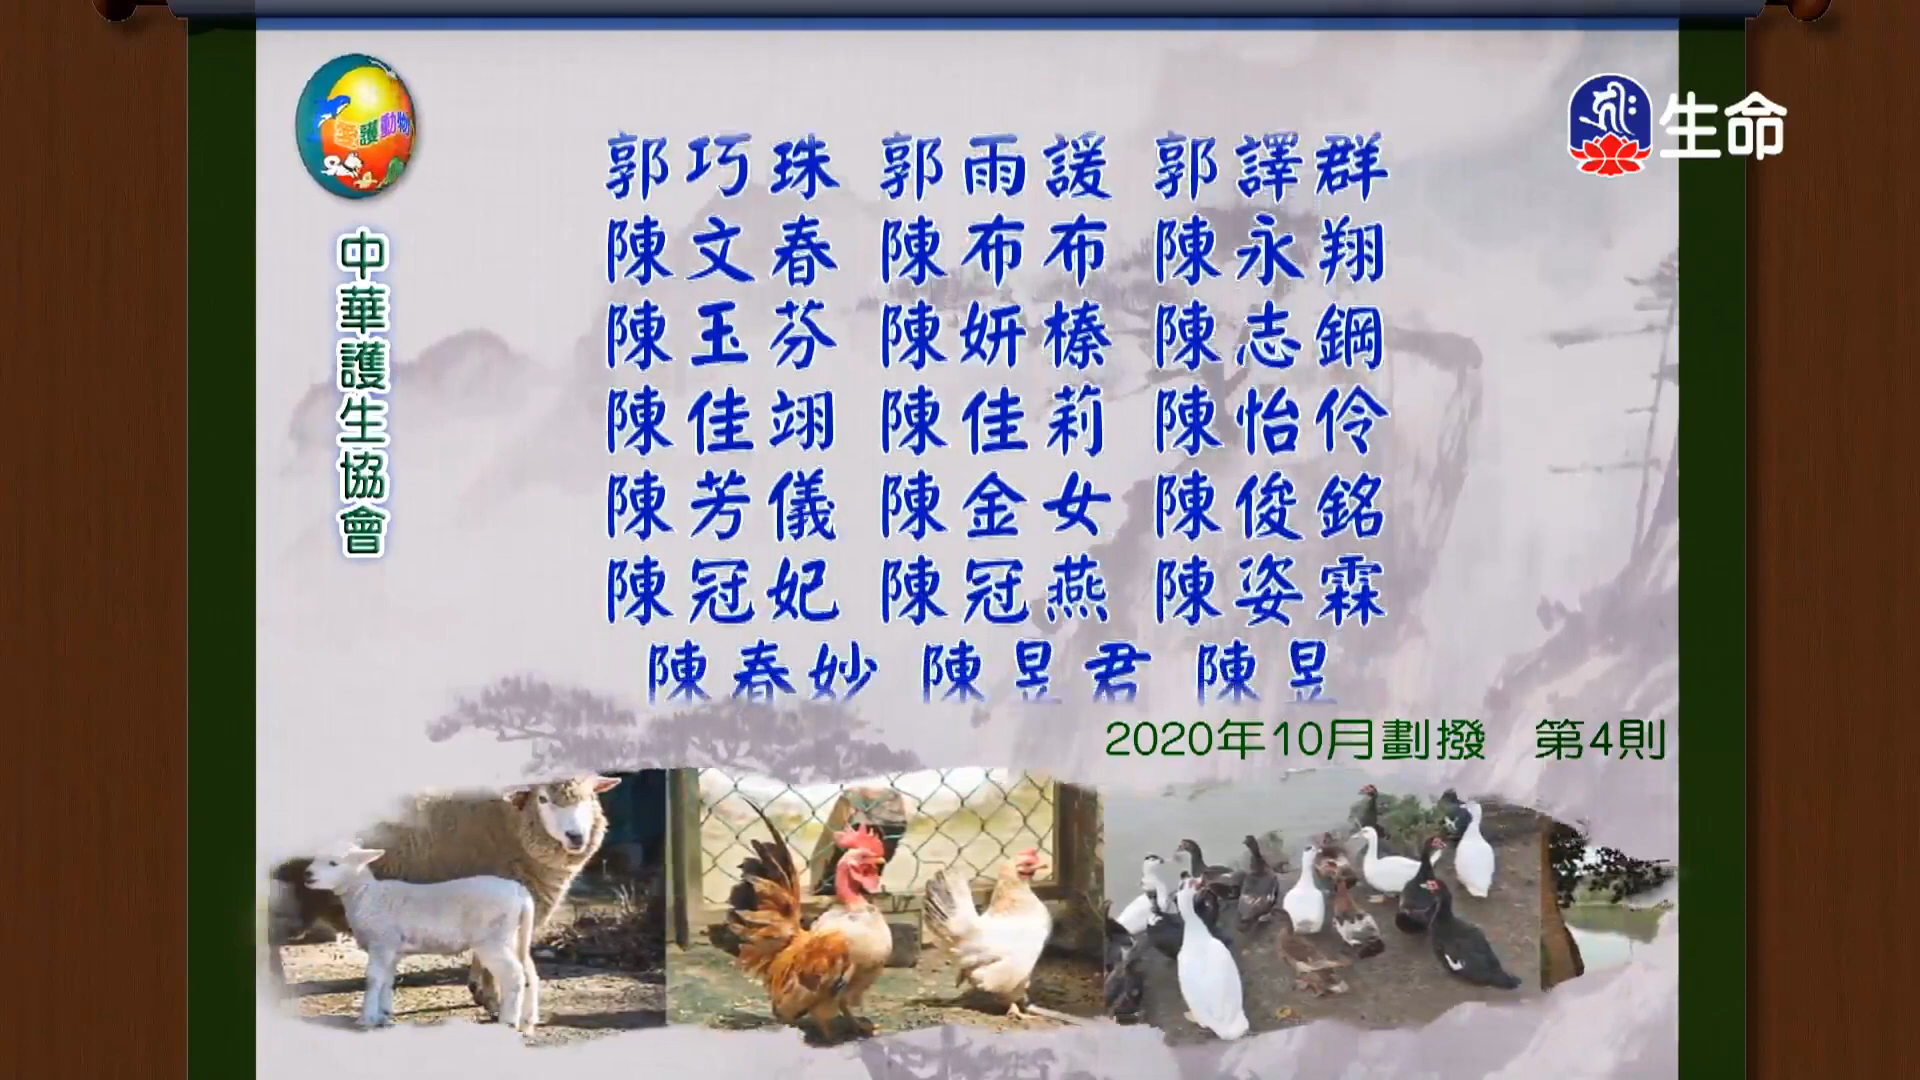 愛護動物
中華護生協會
生命
郭巧珠 郭雨諼 郭譯群
陳文春 陳布布 陳永翔
陳玉芬 陳妍榛 陳志鋼
陳佳翊 陳佳莉 陳怡伶
陳芳儀 陳金女 陳俊銘
陳冠妃 陳冠燕 陳姿霖
陳春妙 陳昱君 陳昱
2020年10月劃撥 第4則